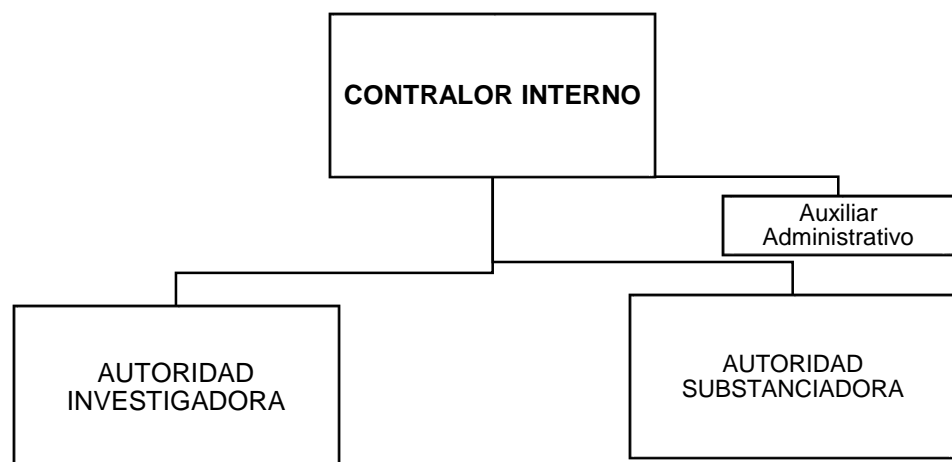 CONTRALOR INTERNO
Auxiliar
Administrativo
AUTORIDAD
INVESTIGADORA
AUTORIDAD
SUBSTANCIADORA